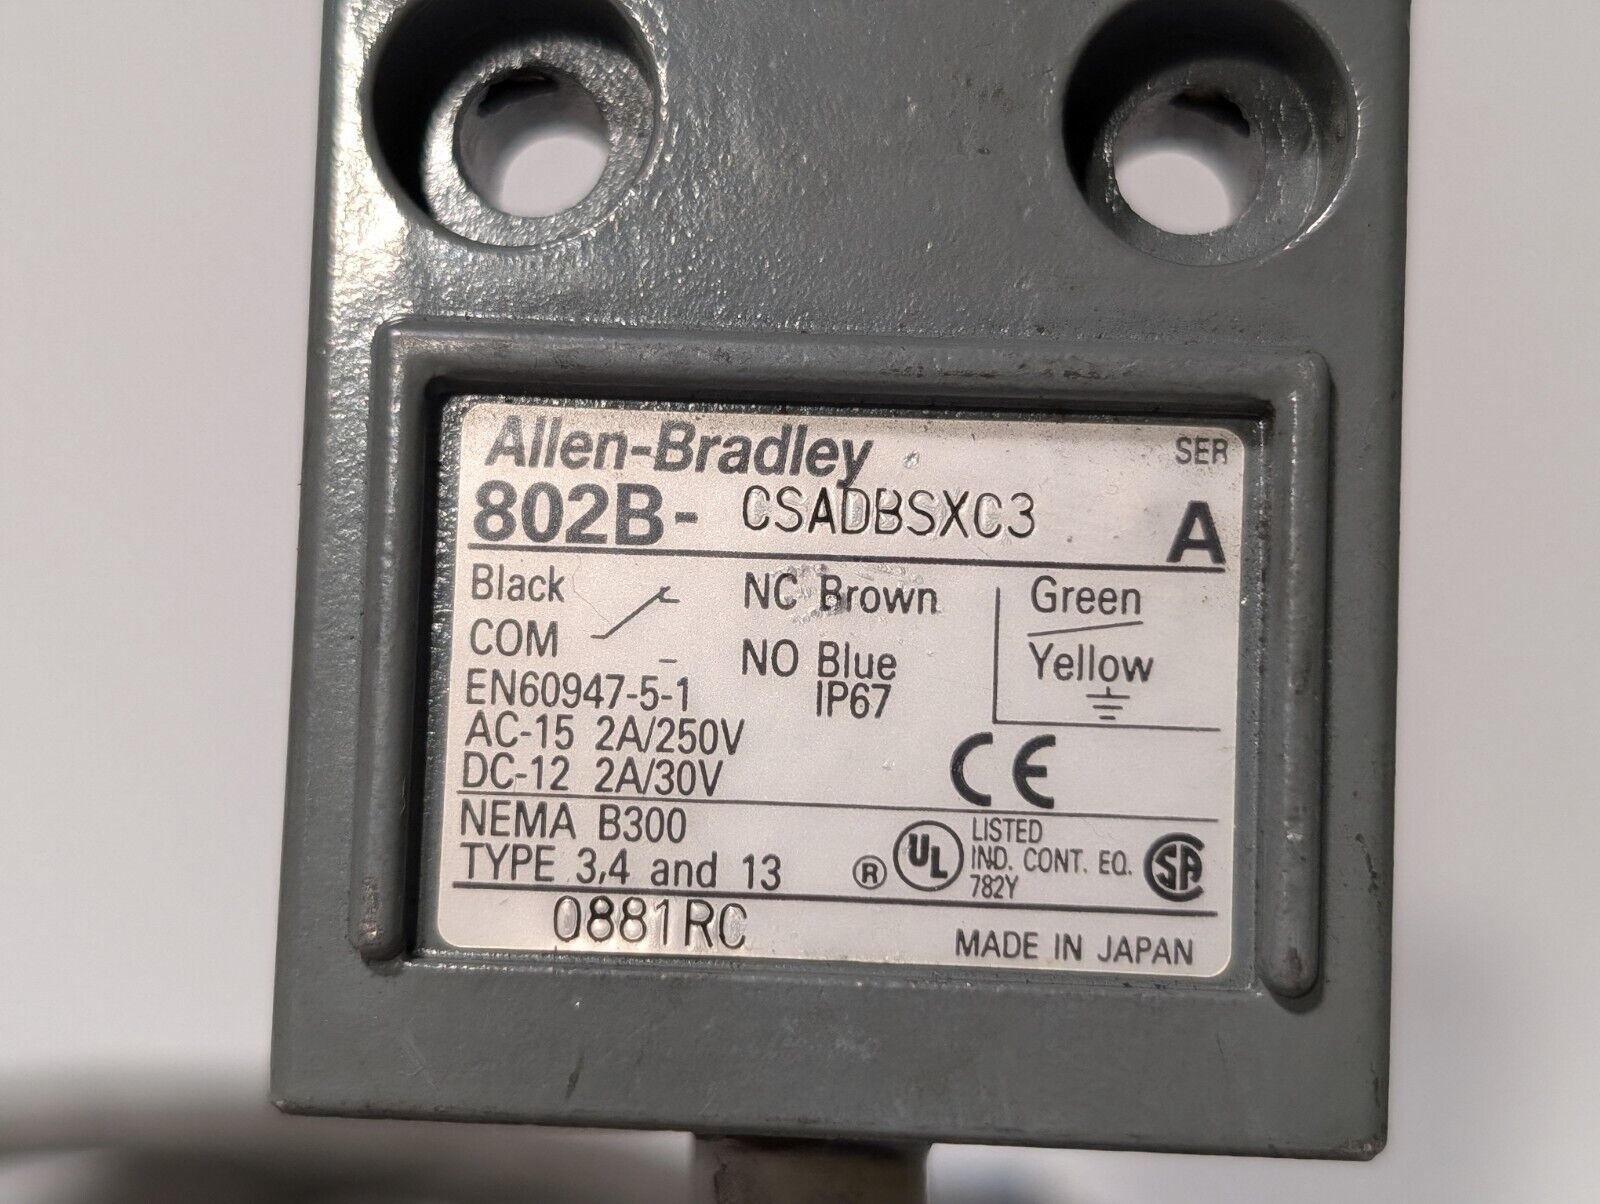 Allen-Bradley SER
802B- CSADBSXC3 A
Black NC Brown Green
COM NO Blue Yellow
EN60947-5-1 IP67
AC-15 2A/250V
DC-12 2A/30V CE
NEMA B300 LISTED
TYPE 3,4 and 13 ® UL IND. CONT. EQ. SA
782Y
0881RC MADE IN JAPAN